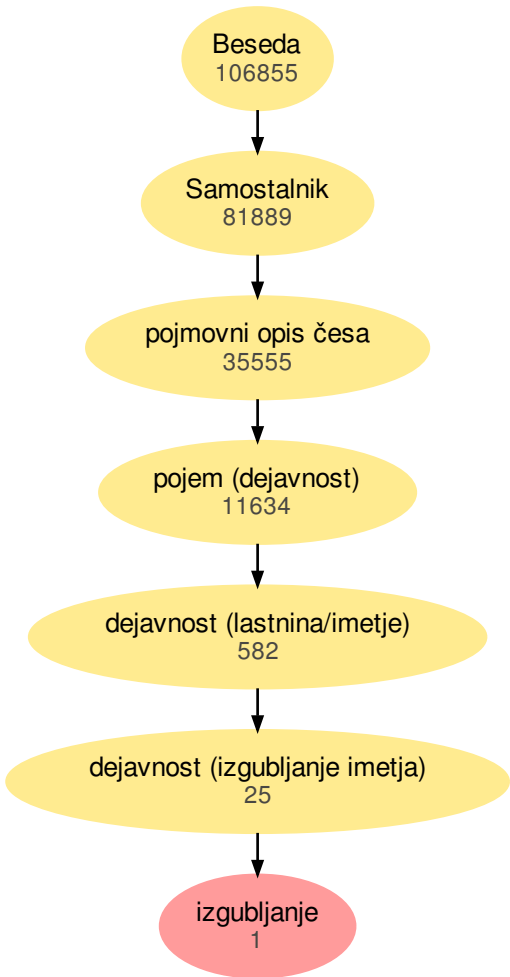 Beseda
106855
Samostalnik
81889
pojmovni opis česa
35555
pojem (dejavnost)
11634
dejavnost (lastnina/imetje)
582
dejavnost (izgubljanje imetja)
25
izgubljanje
1